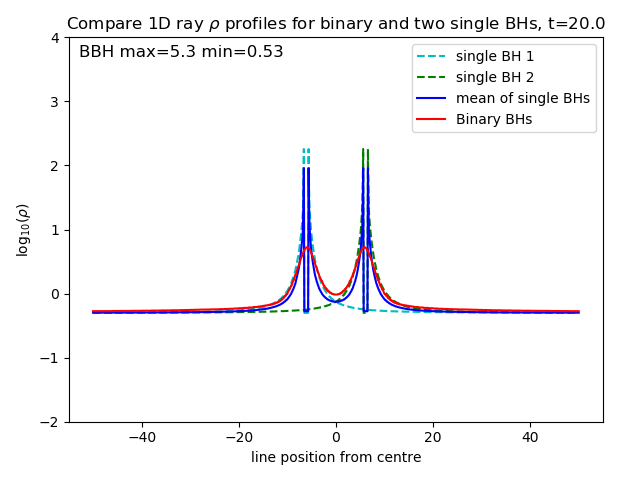 Compare 1D ray ρ profiles for binary and two single BHs, t=20.0
BBH max=5.3 min=0.53
single BH 1
single BH 2
mean of single BHs
Binary BHs
4
3
2
1
0
−1
−2
log₁₀(ρ)
−40
−20
0
20
40
line position from centre